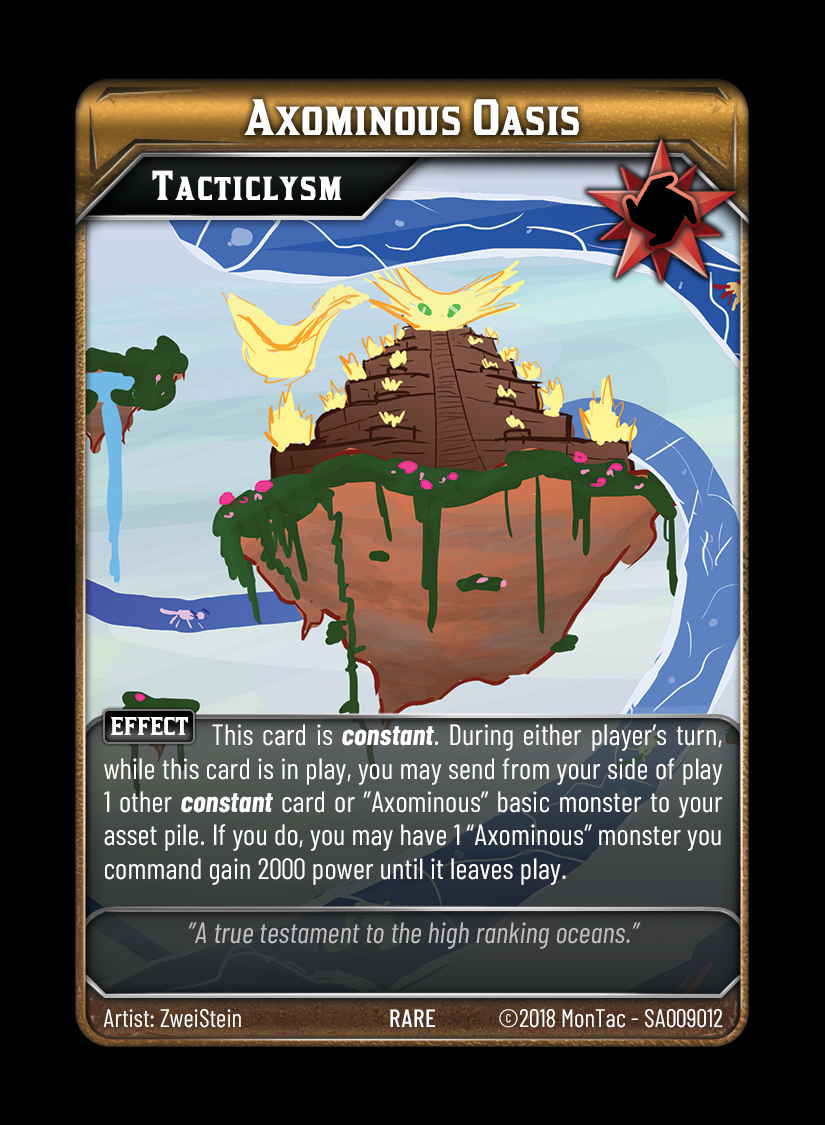 Axominous Oasis
Tacticlysm
EFFECT This card is constant. During either player's turn,
while this card is in play, you may send from your side of play
1 other constant card or "Axominous" basic monster to your
asset pile. If you do, you may have 1 "Axominous" monster you
command gain 2000 power until it leaves play.
"A true testament to the high ranking oceans."
Artist: ZweiStein RARE ©2018 MonTac - SA009012